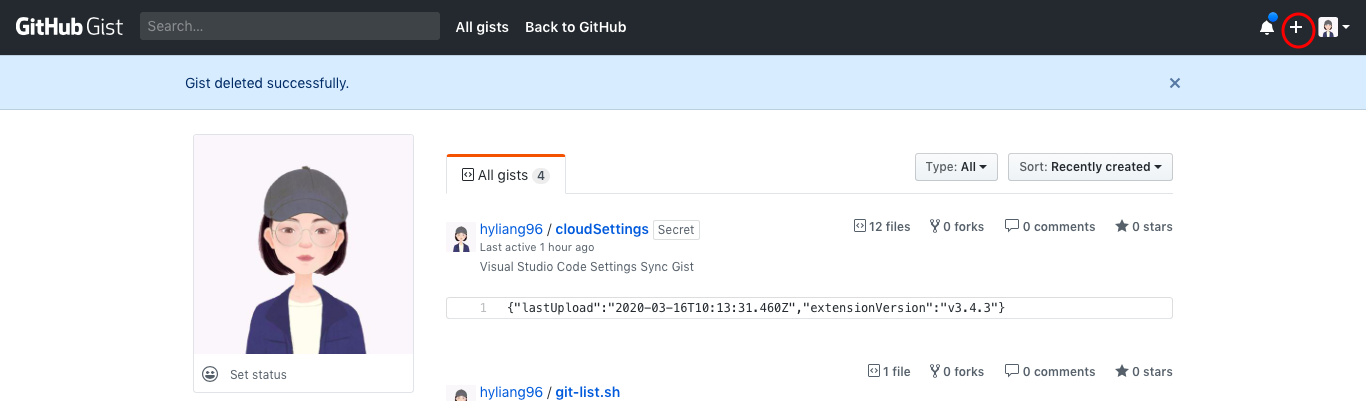 GitHub Gist Search... All gists Back to GitHub
Gist deleted successfully.
All gists 4 Type: All Sort: Recently created
hyliang96 / cloudSettings Secret 12 files 0 forks 0 comments 0 stars
Last active 1 hour ago
Visual Studio Code Settings Sync Gist
1 {"lastUpload":"2020-03-16T10:13:31.460Z","extensionVersion":"v3.4.3"}
Set status
1 file 0 forks 0 comments 0 stars
hyliang96 / git-list.sh